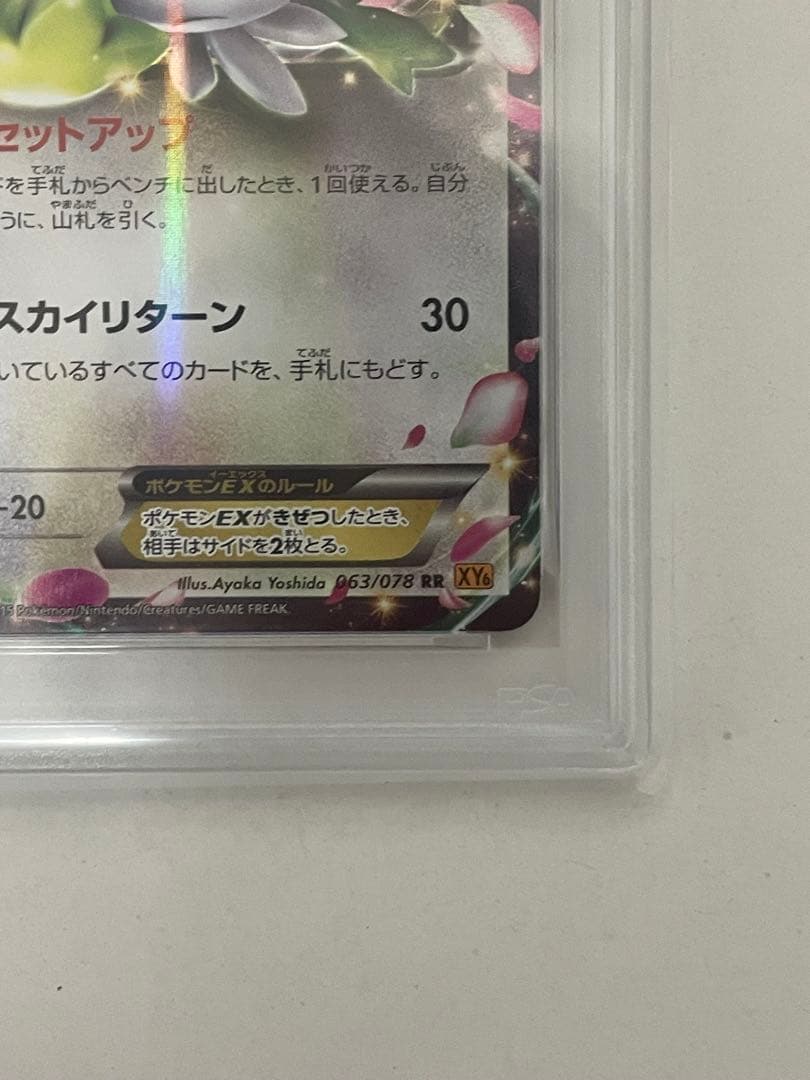 セットアップ
を手札からベンチに出したとき、1回使える。自分
うに、山札を引く。
スカイリターン 30
いているすべてのカードを、手札にもどす。
-20
ポケモンEXのルール
ポケモンEXがきぜつしたとき、
相手はサイドを2枚とる。
Illus.Ayaka Yoshida 063/078 RR XY6
15 Pokémon/Nintendo/Creatures/GAME FREAK.
PSA